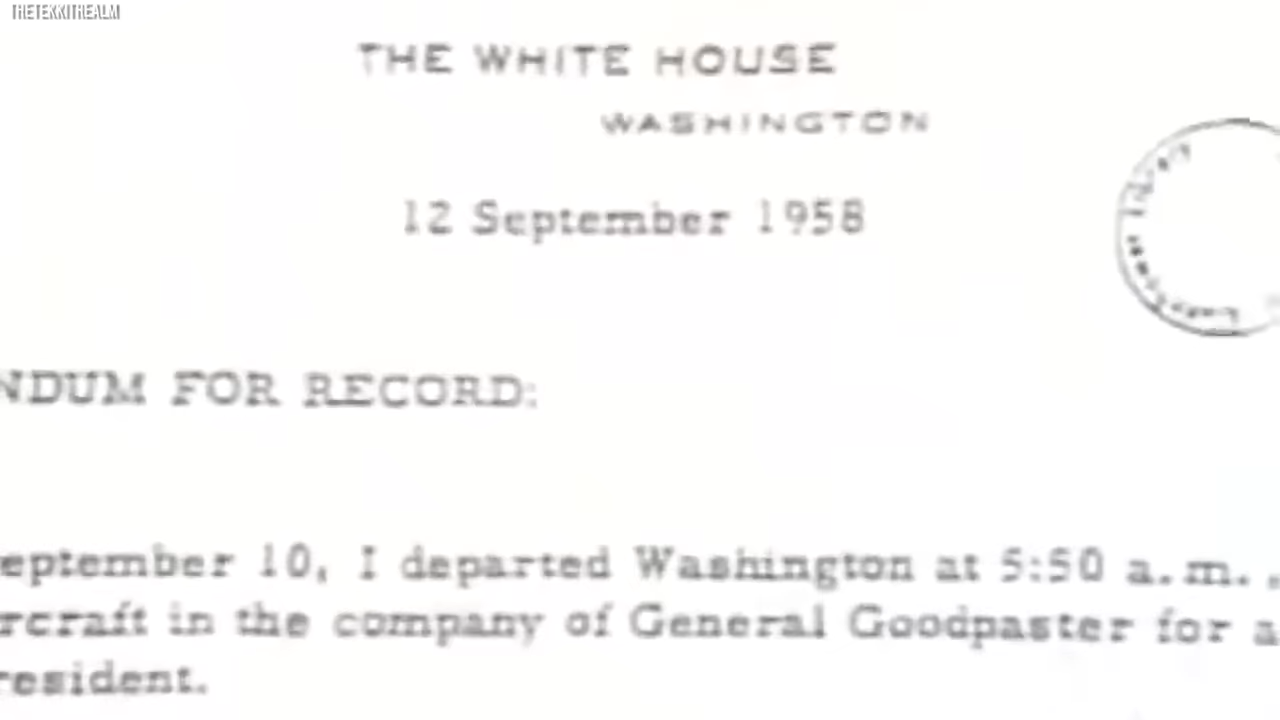 THETEKKITREALM
THE WHITE HOUSE
WASHINGTON
12 September 1958
NDUM FOR RECORD:
eptember 10, I departed Washington at 5:50 a.m.,
rcraft in the company of General Goodpaster for a
resident.